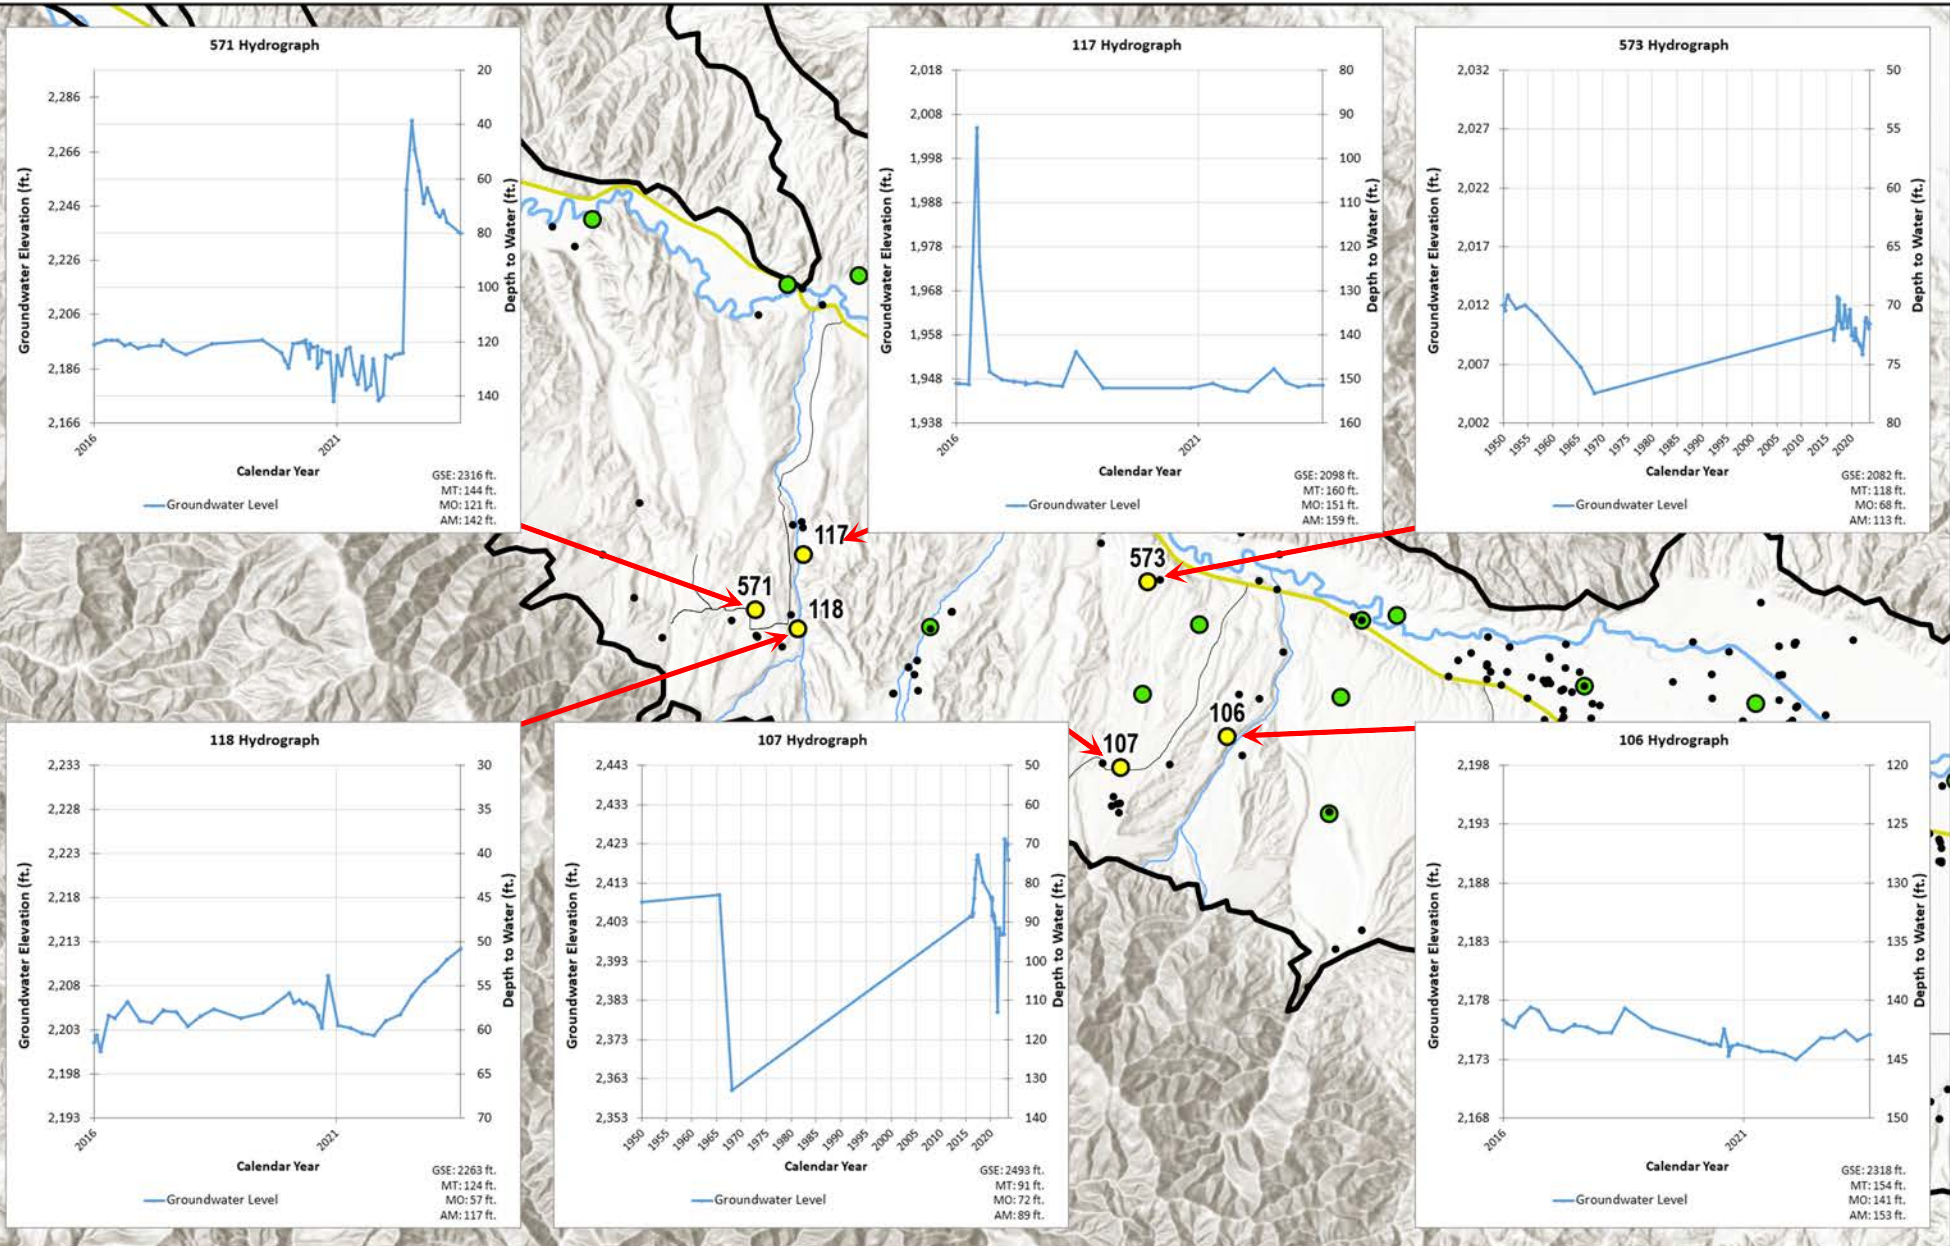 571 Hydrograph
2,286
2,266
2,246
2,226
2,206
2,186
2,166
20
40
60
80
100
120
140
Groundwater Elevation (ft.)
Depth to Water (ft.)
2016
2021
Calendar Year
Groundwater Level
GSE: 2316 ft.
MT: 144 ft.
MO: 121 ft.
AM: 142 ft.
117 Hydrograph
2,018
2,008
1,998
1,988
1,978
1,968
1,958
1,948
1,938
80
90
100
110
120
130
140
150
160
Groundwater Elevation (ft.)
Depth to Water (ft.)
2016
2021
Calendar Year
Groundwater Level
GSE: 2098 ft.
MT: 160 ft.
MO: 151 ft.
AM: 159 ft.
573 Hydrograph
2,032
2,027
2,022
2,017
2,012
2,007
2,002
50
55
60
65
70
75
80
Groundwater Elevation (ft.)
Depth to Water (ft.)
1950
1955
1960
1965
1970
1975
1980
1985
1990
1995
2000
2005
2010
2015
2020
Calendar Year
Groundwater Level
GSE: 2082 ft.
MT: 118 ft.
MO: 68 ft.
AM: 113 ft.
117
571
118
573
106
107
118 Hydrograph
2,233
2,228
2,223
2,218
2,213
2,208
2,203
2,198
2,193
30
35
40
45
50
55
60
65
70
Groundwater Elevation (ft.)
Depth to Water (ft.)
2016
2021
Calendar Year
Groundwater Level
GSE: 2263 ft.
MT: 124 ft.
MO: 57 ft.
AM: 117 ft.
107 Hydrograph
2,443
2,433
2,423
2,413
2,403
2,393
2,383
2,373
2,363
2,353
50
60
70
80
90
100
110
120
130
140
Groundwater Elevation (ft.)
Depth to Water (ft.)
1950
1955
1960
1965
1970
1975
1980
1985
1990
1995
2000
2005
2010
2015
2020
Calendar Year
Groundwater Level
GSE: 2493 ft.
MT: 91 ft.
MO: 72 ft.
AM: 89 ft.
106 Hydrograph
2,198
2,193
2,188
2,183
2,178
2,173
2,168
120
125
130
135
140
145
150
Groundwater Elevation (ft.)
Depth to Water (ft.)
2016
2021
Calendar Year
Groundwater Level
GSE: 2318 ft.
MT: 154 ft.
MO: 141 ft.
AM: 153 ft.